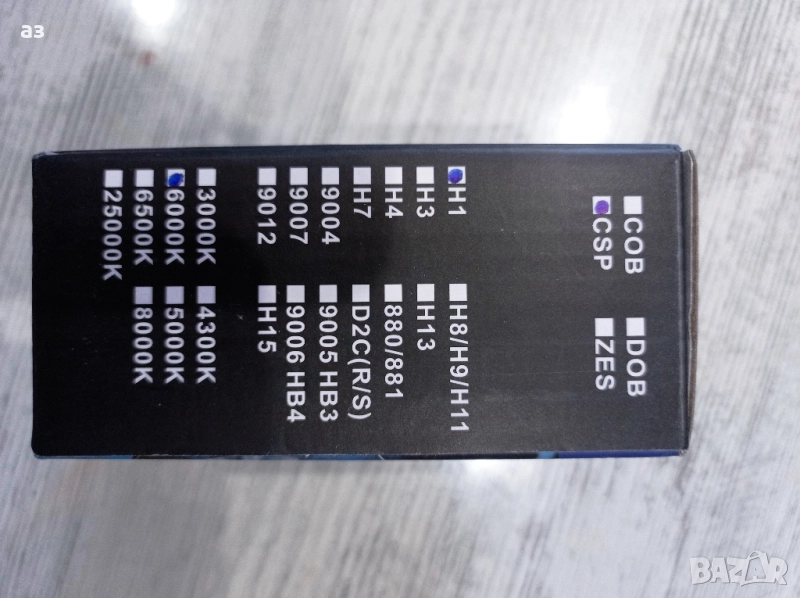 аз
COB DOB
CSP ZES
H1 H8/H9/H11
H3 H13
H4 880/881
H7 D2C(R/S)
9004 9005 HB3
9007 9006 HB4
9012 H15
3000K 4300K
6000K 5000K
6500K 8000K
25000K
BAZAR